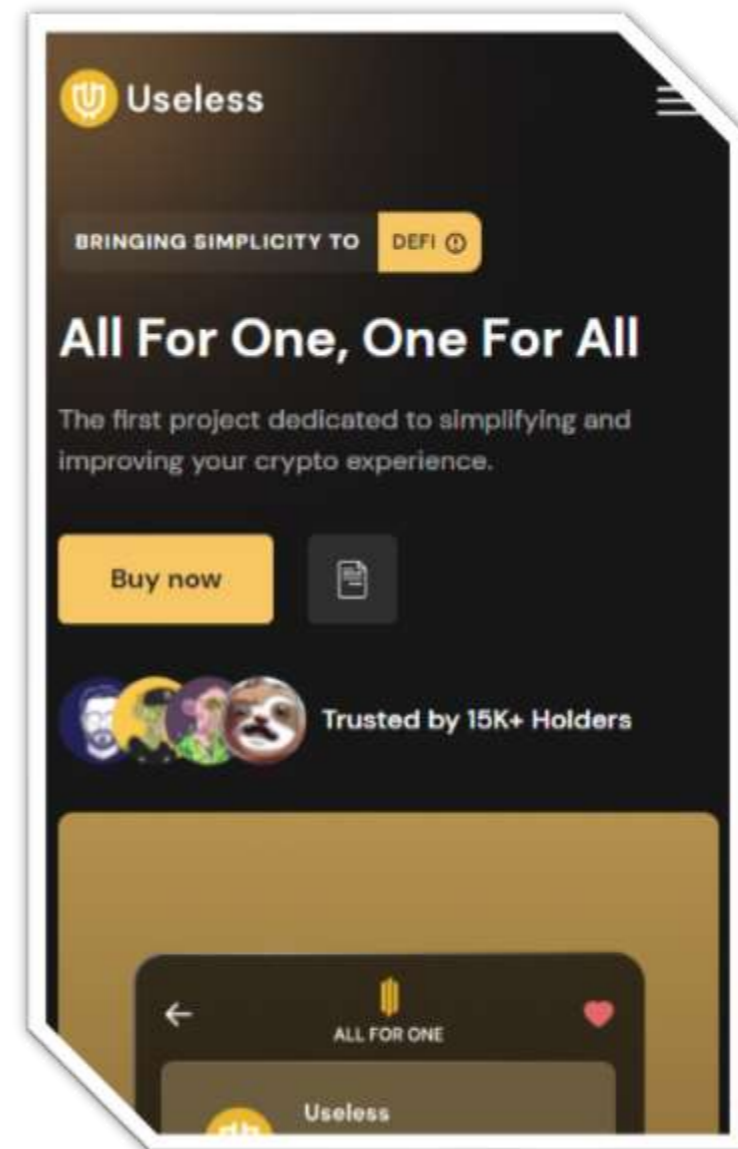 Useless
BRINGING SIMPLICITY TO DEFI
All For One, One For All
The first project dedicated to simplifying and
improving your crypto experience.
Buy now
Trusted by 15K+ Holders
ALL FOR ONE
Useless